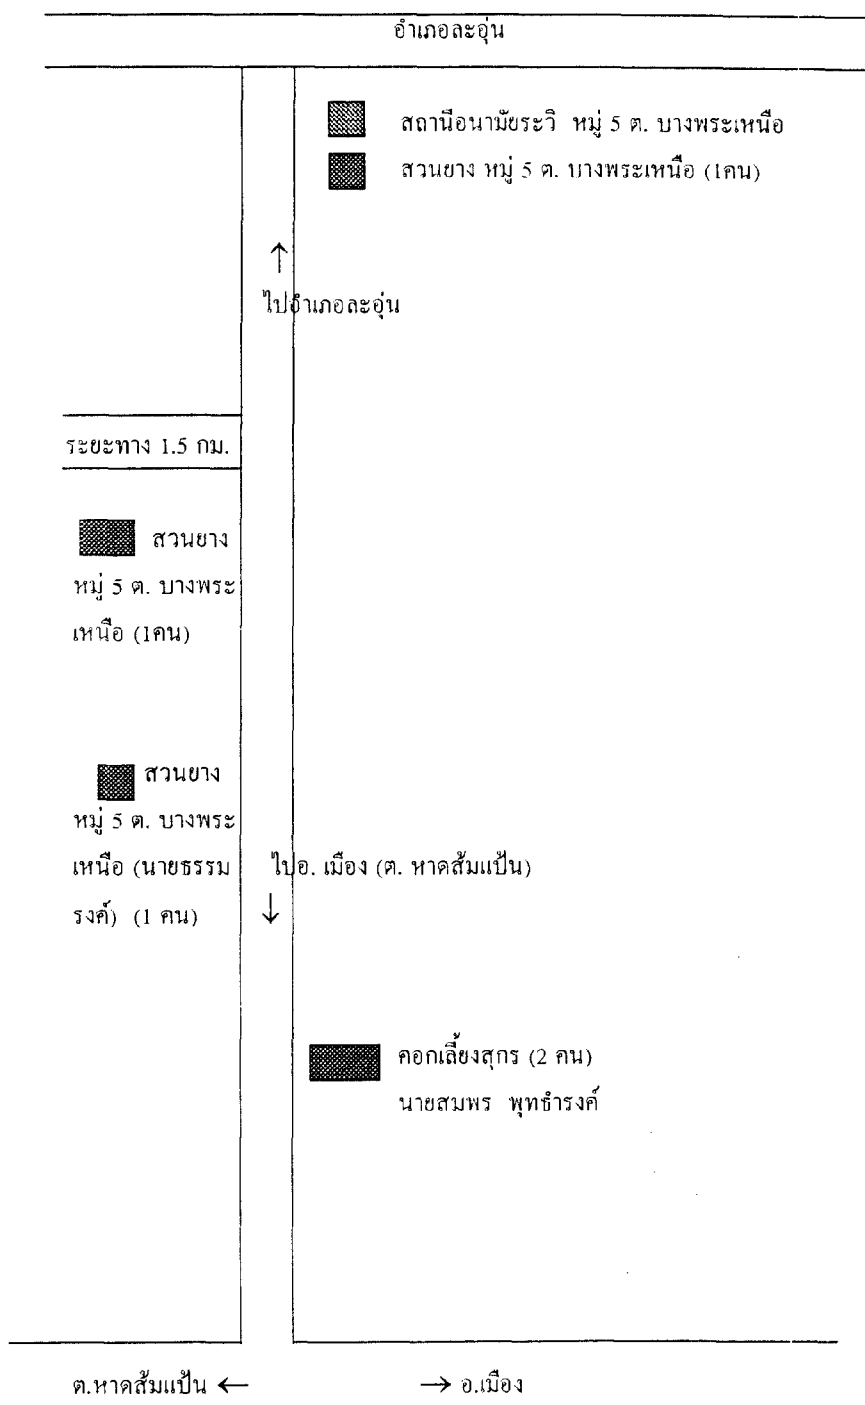 อำเภอละอุ่น
สถานีอนามัยระวิ หมู่ 5 ต. บางพระเหนือ
สวนยาง หมู่ 5 ต. บางพระเหนือ (1คน)
↑
ไปอำเภอละอุ่น
ระยะทาง 1.5 กม.
สวนยาง
หมู่ 5 ต. บางพระ
เหนือ (1คน)
สวนยาง
หมู่ 5 ต. บางพระ
เหนือ (นายธรรม
รงค์) (1 คน)
ไปอ. เมือง (ต. หาดส้มแป้น)
↓
คอกเลี้ยงสุกร (2 คน)
นายสมพร พุทธำรงค์
ต.หาดส้มแป้น ← → อ.เมือง